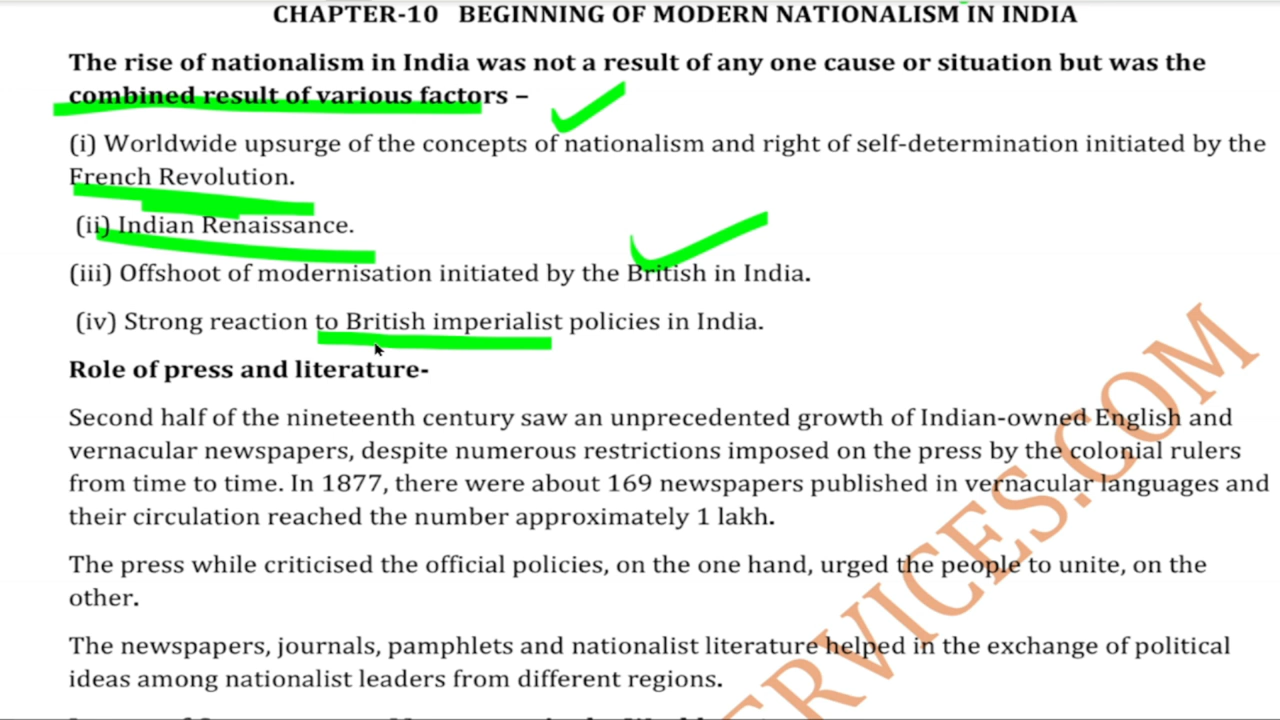 CHAPTER-10 BEGINNING OF MODERN NATIONALISM IN INDIA
The rise of nationalism in India was not a result of any one cause or situation but was the
combined result of various factors –
(i) Worldwide upsurge of the concepts of nationalism and right of self-determination initiated by the
French Revolution.
(ii) Indian Renaissance.
(iii) Offshoot of modernisation initiated by the British in India.
(iv) Strong reaction to British imperialist policies in India.
Role of press and literature-
Second half of the nineteenth century saw an unprecedented growth of Indian-owned English and
vernacular newspapers, despite numerous restrictions imposed on the press by the colonial rulers
from time to time. In 1877, there were about 169 newspapers published in vernacular languages and
their circulation reached the number approximately 1 lakh.
The press while criticised the official policies, on the one hand, urged the people to unite, on the
other.
The newspapers, journals, pamphlets and nationalist literature helped in the exchange of political
ideas among nationalist leaders from different regions.
ERVICES.COM